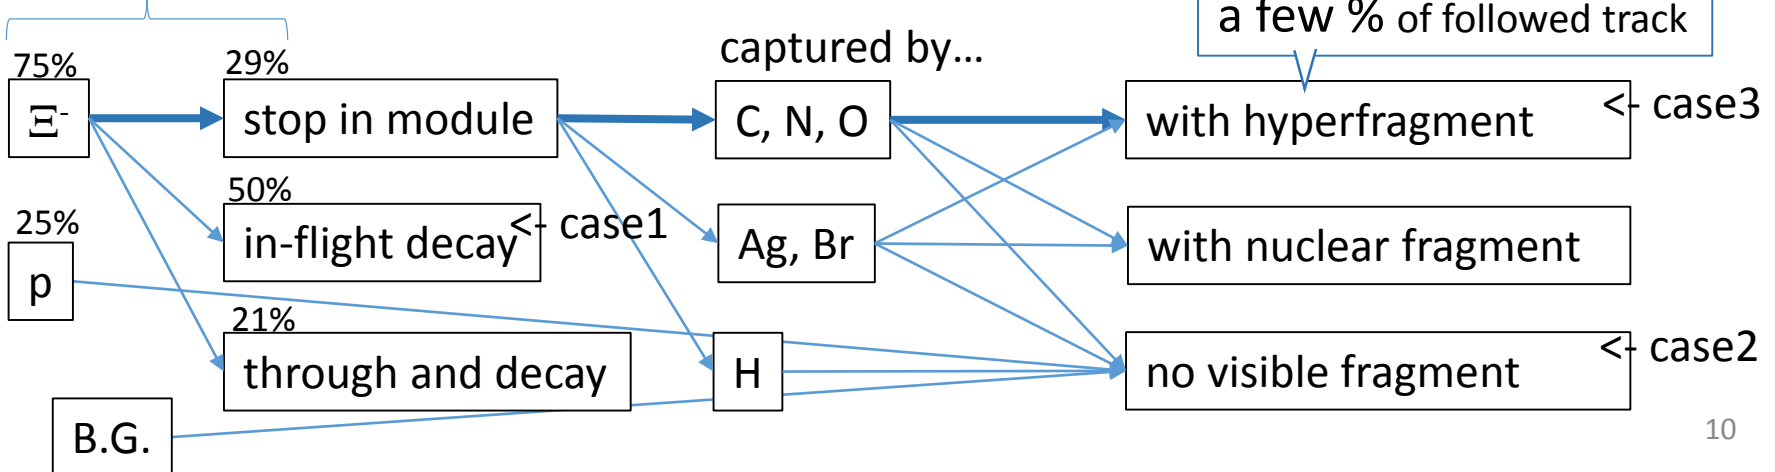 a few % of followed track
captured by...
75%
29%
Ξ-
stop in module
C, N, O
with hyperfragment
<- case3
50%
25%
in-flight decay
<- case1
Ag, Br
with nuclear fragment
p
21%
through and decay
H
no visible fragment
<- case2
B.G.
10